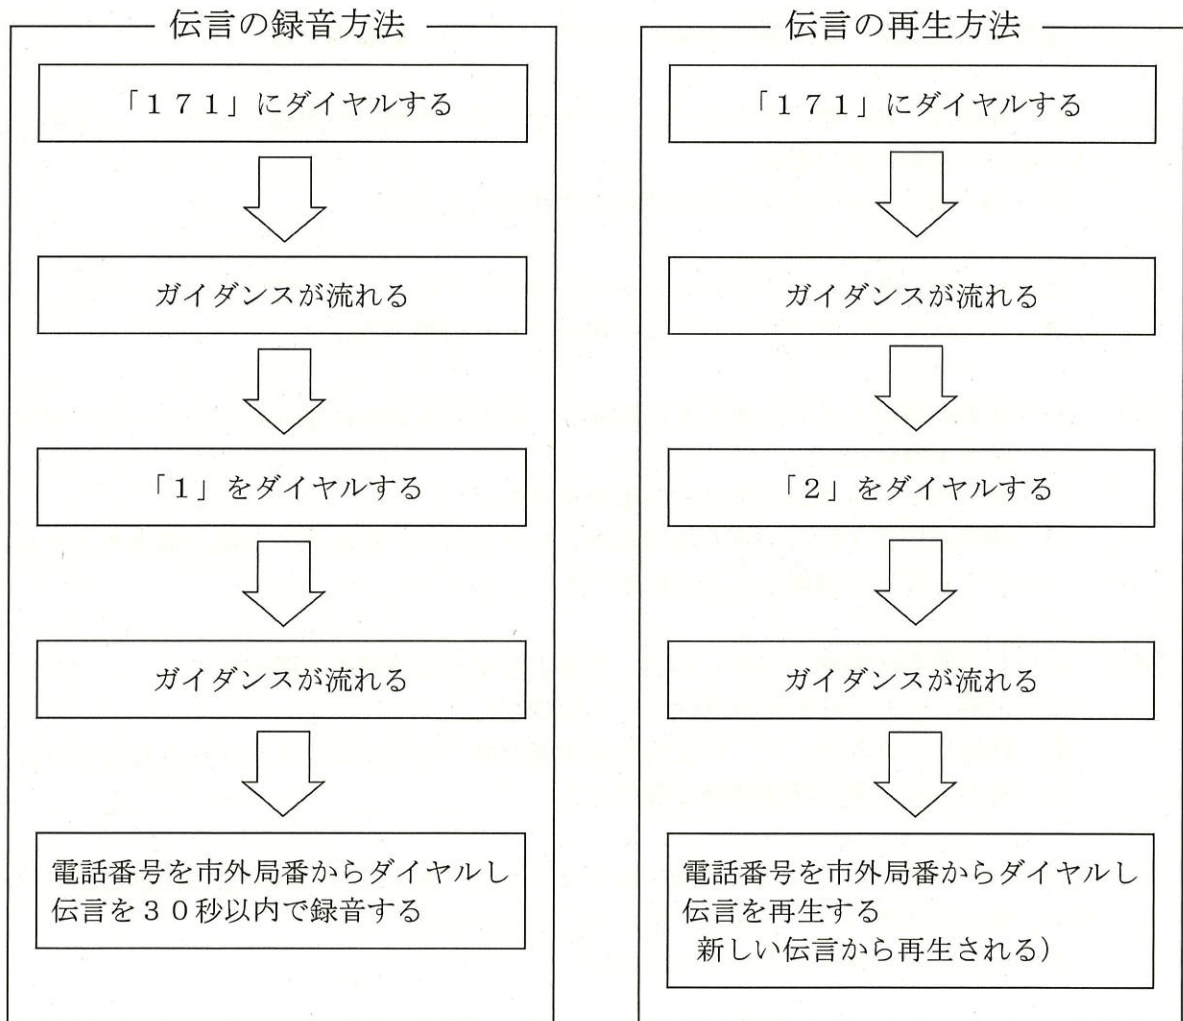 伝言の録音方法
「１７１」にダイヤルする
ガイダンスが流れる
「１」をダイヤルする
ガイダンスが流れる
電話番号を市外局番からダイヤルし
伝言を３０秒以内で録音する
伝言の再生方法
「１７１」にダイヤルする
ガイダンスが流れる
「２」をダイヤルする
ガイダンスが流れる
電話番号を市外局番からダイヤルし
伝言を再生する
新しい伝言から再生される）